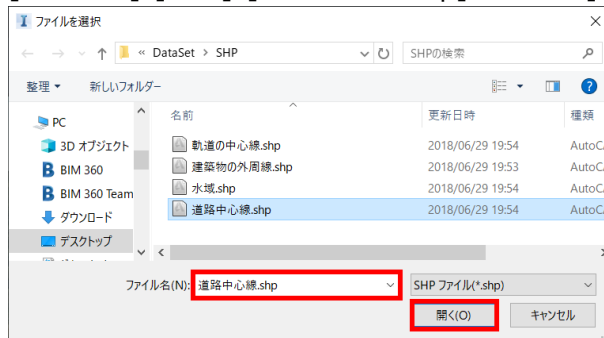 ファイルを選択
« DataSet > SHP
SHPの検索
整理 新しいフォルダー
名前 更新日時 種類
PC
3D オブジェクト
BIM 360
BIM 360 Team
ダウンロード
デスクトップ
軌道の中心線.shp 2018/06/29 19:54 AutoCA
建築物の外周線.shp 2018/06/29 19:53 AutoCA
水域.shp 2018/06/29 19:54 AutoCA
道路中心線.shp 2018/06/29 19:54 AutoCA
ファイル名(N): 道路中心線.shp SHP ファイル(*.shp)
開く(O) キャンセル